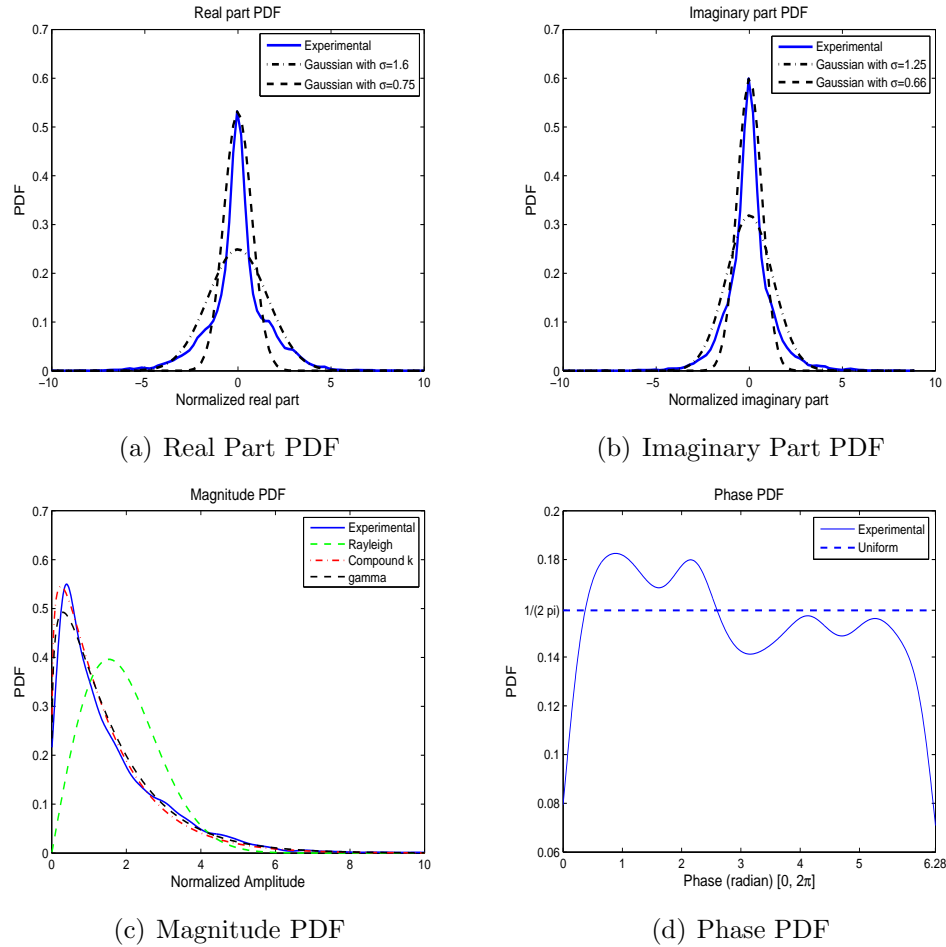 Real part PDF
0.7
0.6
0.5
0.4
0.3
0.2
0.1
0
PDF
Experimental
Gaussian with σ=1.6
Gaussian with σ=0.75
−10
−5
0
5
10
Normalized real part
(a) Real Part PDF
Imaginary part PDF
0.7
0.6
0.5
0.4
0.3
0.2
0.1
0
PDF
Experimental
Gaussian with σ=1.25
Gaussian with σ=0.66
−10
−5
0
5
10
Normalized imaginary part
(b) Imaginary Part PDF
Magnitude PDF
0.7
0.6
0.5
0.4
0.3
0.2
0.1
0
PDF
Experimental
Rayleigh
Compound k
gamma
0
2
4
6
8
10
Normalized Amplitude
(c) Magnitude PDF
Phase PDF
0.2
0.18
1/(2 pi)
0.14
0.12
0.1
0.08
0.06
PDF
Experimental
Uniform
0
1
2
3
4
5
6.28
Phase (radian) [0, 2π]
(d) Phase PDF